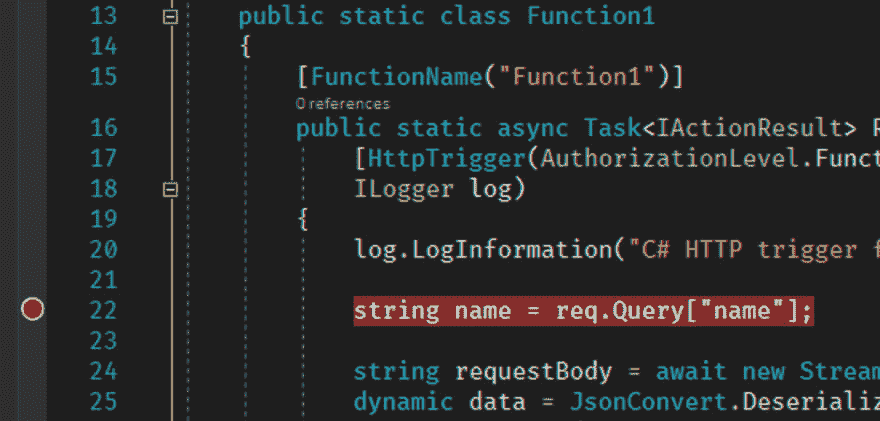 13 public static class Function1
14 {
15 [FunctionName("Function1")]
0 references
16 public static async Task<IActionResult> R
17 [HttpTrigger(AuthorizationLevel.Funct
18 ILogger log)
19 {
20 log.LogInformation("C# HTTP trigger f
21
22 string name = req.Query["name"];
23
24 string requestBody = await new Stream
25 dynamic data = JsonConvert.Deserializ